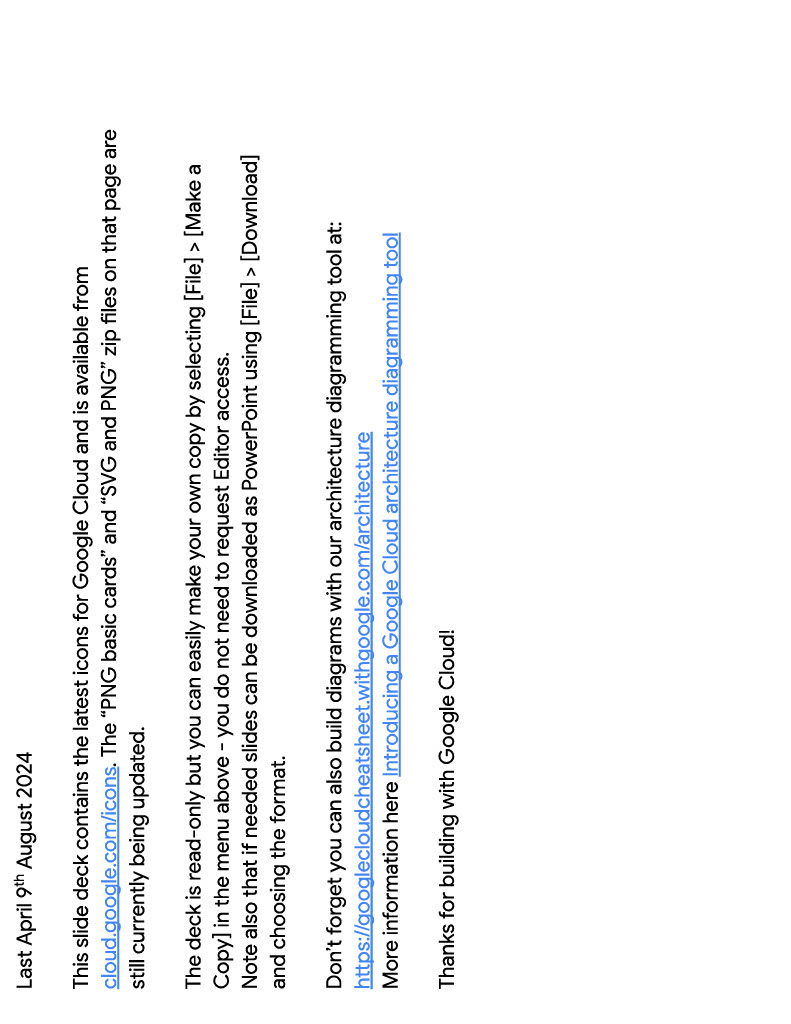 Last April 9th August 2024
This slide deck contains the latest icons for Google Cloud and is available from
cloud.google.com/icons. The “PNG basic cards” and “SVG and PNG” zip files on that page are
still currently being updated.
The deck is read-only but you can easily make your own copy by selecting [File] > [Make a
Copy] in the menu above - you do not need to request Editor access.
Note also that if needed slides can be downloaded as PowerPoint using [File] > [Download]
and choosing the format.
Don’t forget you can also build diagrams with our architecture diagramming tool at:
https://googlecloudcheatsheet.withgoogle.com/architecture
More information here Introducing a Google Cloud architecture diagramming tool
Thanks for building with Google Cloud!